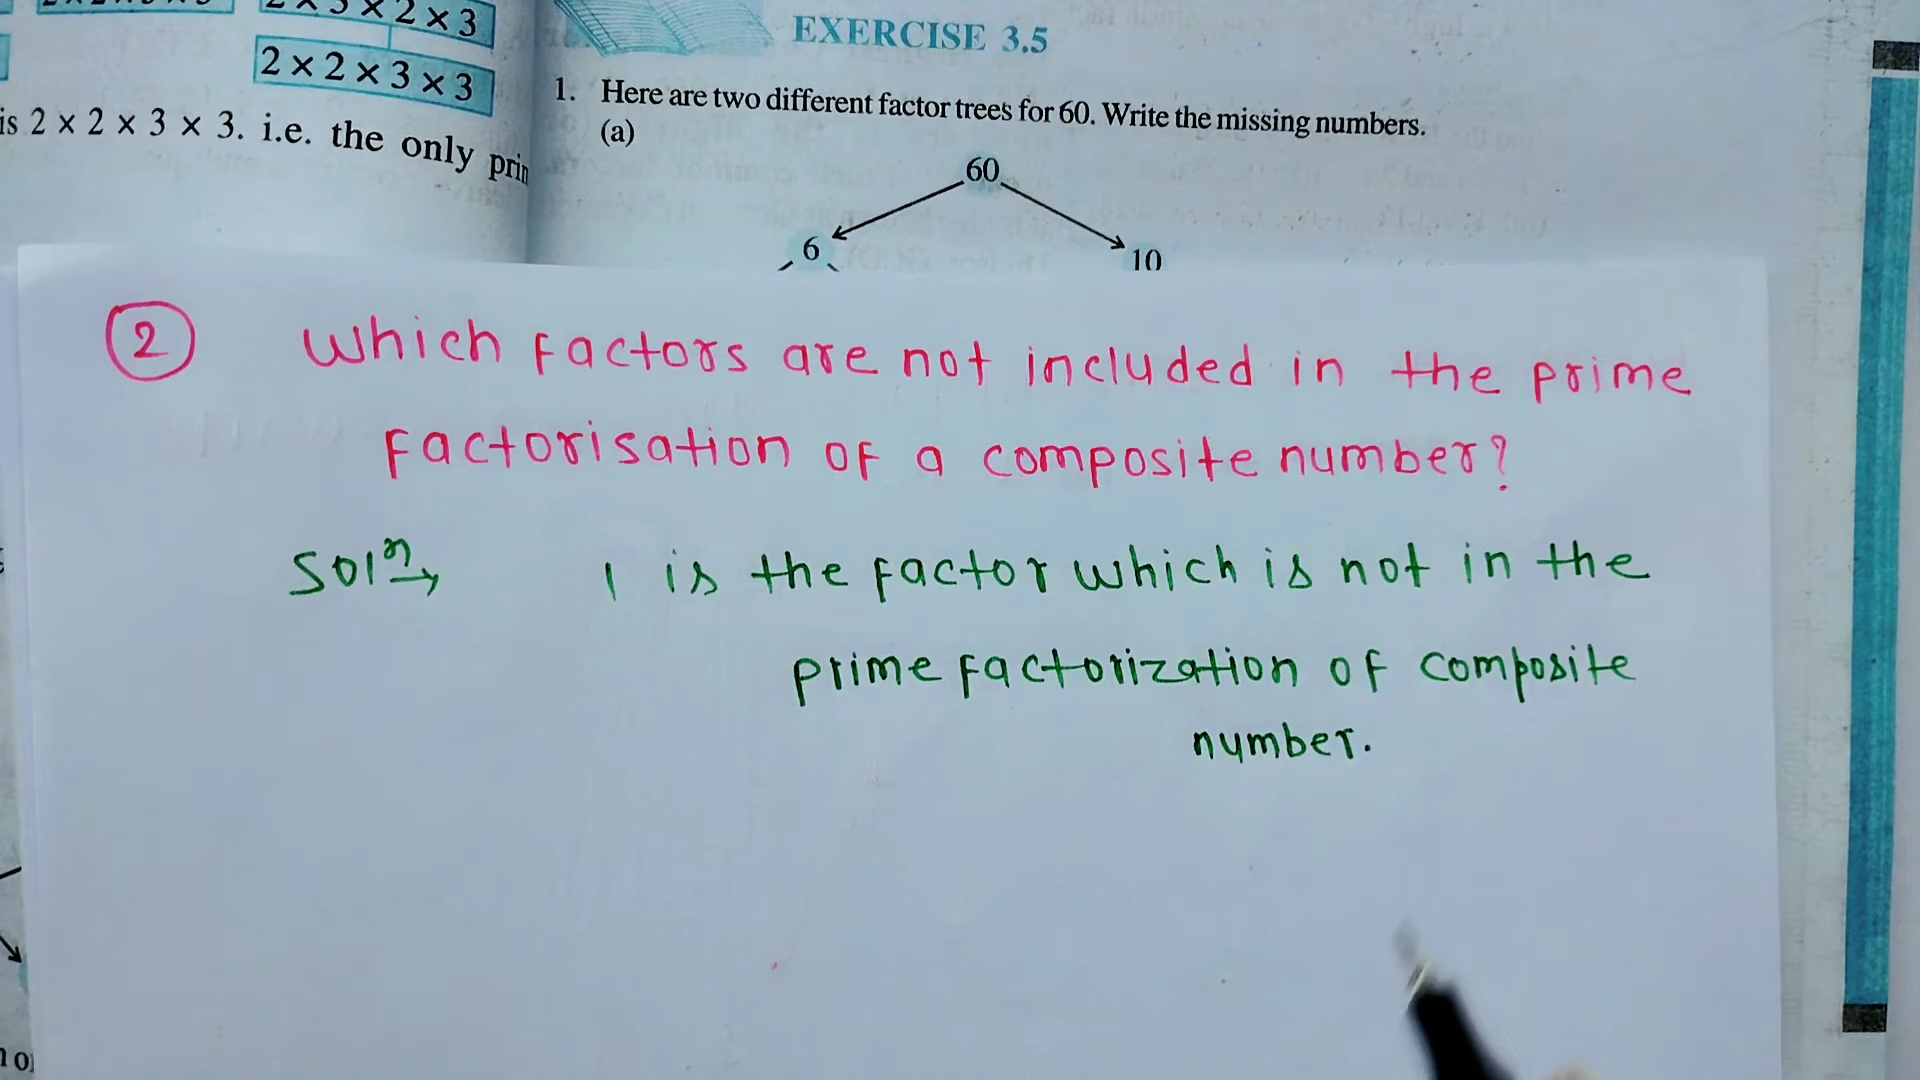 2 × 3 × 2 × 3
2 × 2 × 3 × 3
is 2 × 2 × 3 × 3. i.e. the only
EXERCISE 3.5
1. Here are two different factor trees for 60. Write the missing numbers.
(a)
60
6 10
2 Which factors are not included in the prime
factorisation of a composite number?
Solⁿ→ 1 is the factor which is not in the
prime factorization of composite
number.